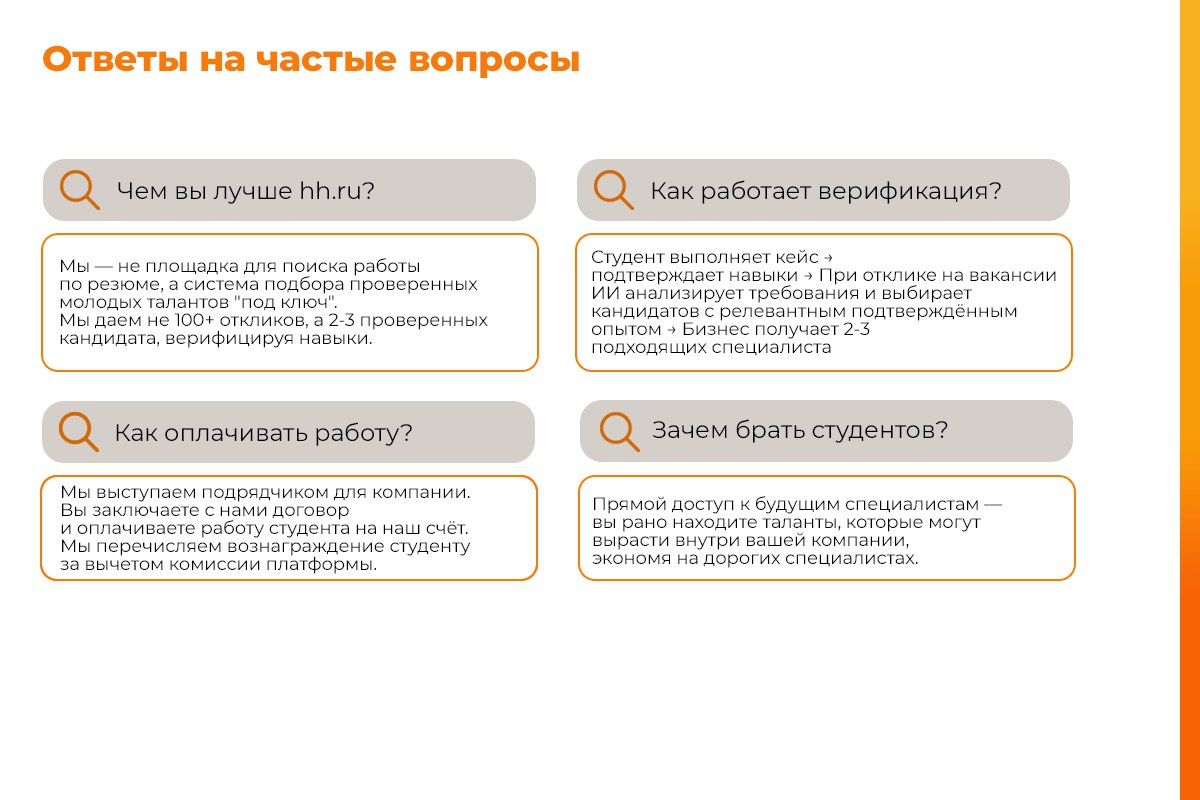 Ответы на частые вопросы
Чем вы лучше hh.ru?
Мы — не площадка для поиска работы
по резюме, а система подбора проверенных
молодых талантов "под ключ".
Мы даем не 100+ откликов, а 2-3 проверенных
кандидата, верифицируя навыки.
Как работает верификация?
Студент выполняет кейс →
подтверждает навыки → При отклике на вакансии
ИИ анализирует требования и выбирает
кандидатов с релевантным подтверждённым
опытом → Бизнес получает 2-3
подходящих специалиста
Как оплачивать работу?
Мы выступаем подрядчиком для компании.
Вы заключаете с нами договор
и оплачиваете работу студента на наш счёт.
Мы перечисляем вознаграждение студенту
за вычетом комиссии платформы.
Зачем брать студентов?
Прямой доступ к будущим специалистам —
вы рано находите таланты, которые могут
вырасти внутри вашей компании,
экономя на дорогих специалистах.